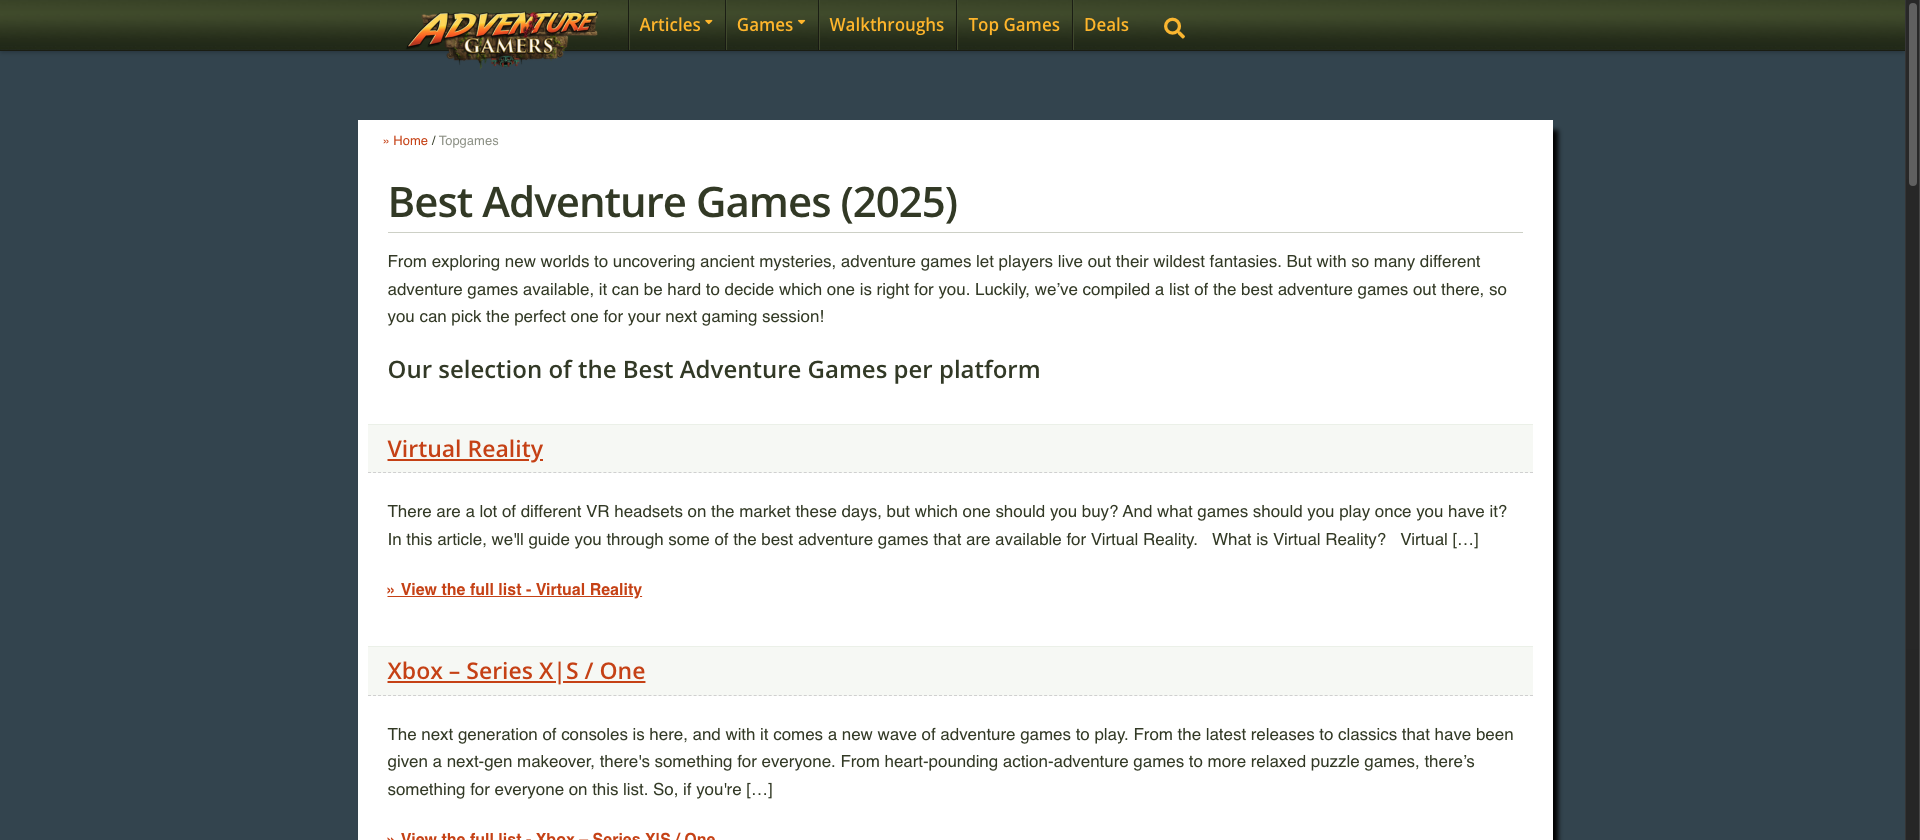 ADVENTURE
GAMERS
Articles
Games
Walkthroughs
Top Games
Deals
» Home / Topgames
Best Adventure Games (2025)
From exploring new worlds to uncovering ancient mysteries, adventure games let players live out their wildest fantasies. But with so many different
adventure games available, it can be hard to decide which one is right for you. Luckily, we’ve compiled a list of the best adventure games out there, so
you can pick the perfect one for your next gaming session!
Our selection of the Best Adventure Games per platform
Virtual Reality
There are a lot of different VR headsets on the market these days, but which one should you buy? And what games should you play once you have it?
In this article, we'll guide you through some of the best adventure games that are available for Virtual Reality.   What is Virtual Reality?   Virtual […]
» View the full list - Virtual Reality
Xbox – Series X|S / One
The next generation of consoles is here, and with it comes a new wave of adventure games to play. From the latest releases to classics that have been
given a next-gen makeover, there's something for everyone. From heart-pounding action-adventure games to more relaxed puzzle games, there’s
something for everyone on this list. So, if you're […]
» View the full list - Xbox – Series X|S / One